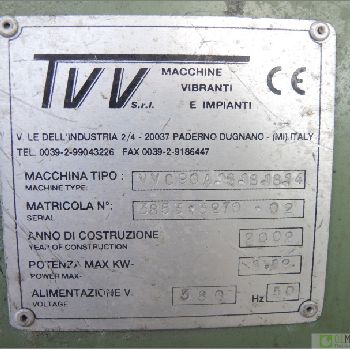 TVV s.r.l.
MACCHINE
VIBRANTI
E IMPIANTI
CE
V. LE DELL'INDUSTRIA 2/4 - 20037 PADERNO DUGNANO - (MI) ITALY
TEL. 0039-2-99043226 FAX 0039-2-9186447
MACCHINA TIPO :
MACHINE TYPE:
MATRICOLA N°:
SERIAL
ANNO DI COSTRUZIONE
YEAR OF CONSTRUCTION
POTENZA MAX KW-
POWER MAX-
ALIMENTAZIONE V. 380 Hz 50
VOLTAGE